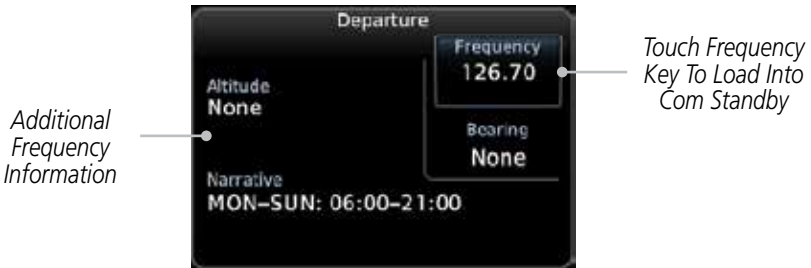 Departure
Frequency
126.70
Altitude
None
Bearing
None
Narrative
MON–SUN: 06:00–21:00
Additional
Frequency
Information
Touch Frequency
Key To Load Into
Com Standby